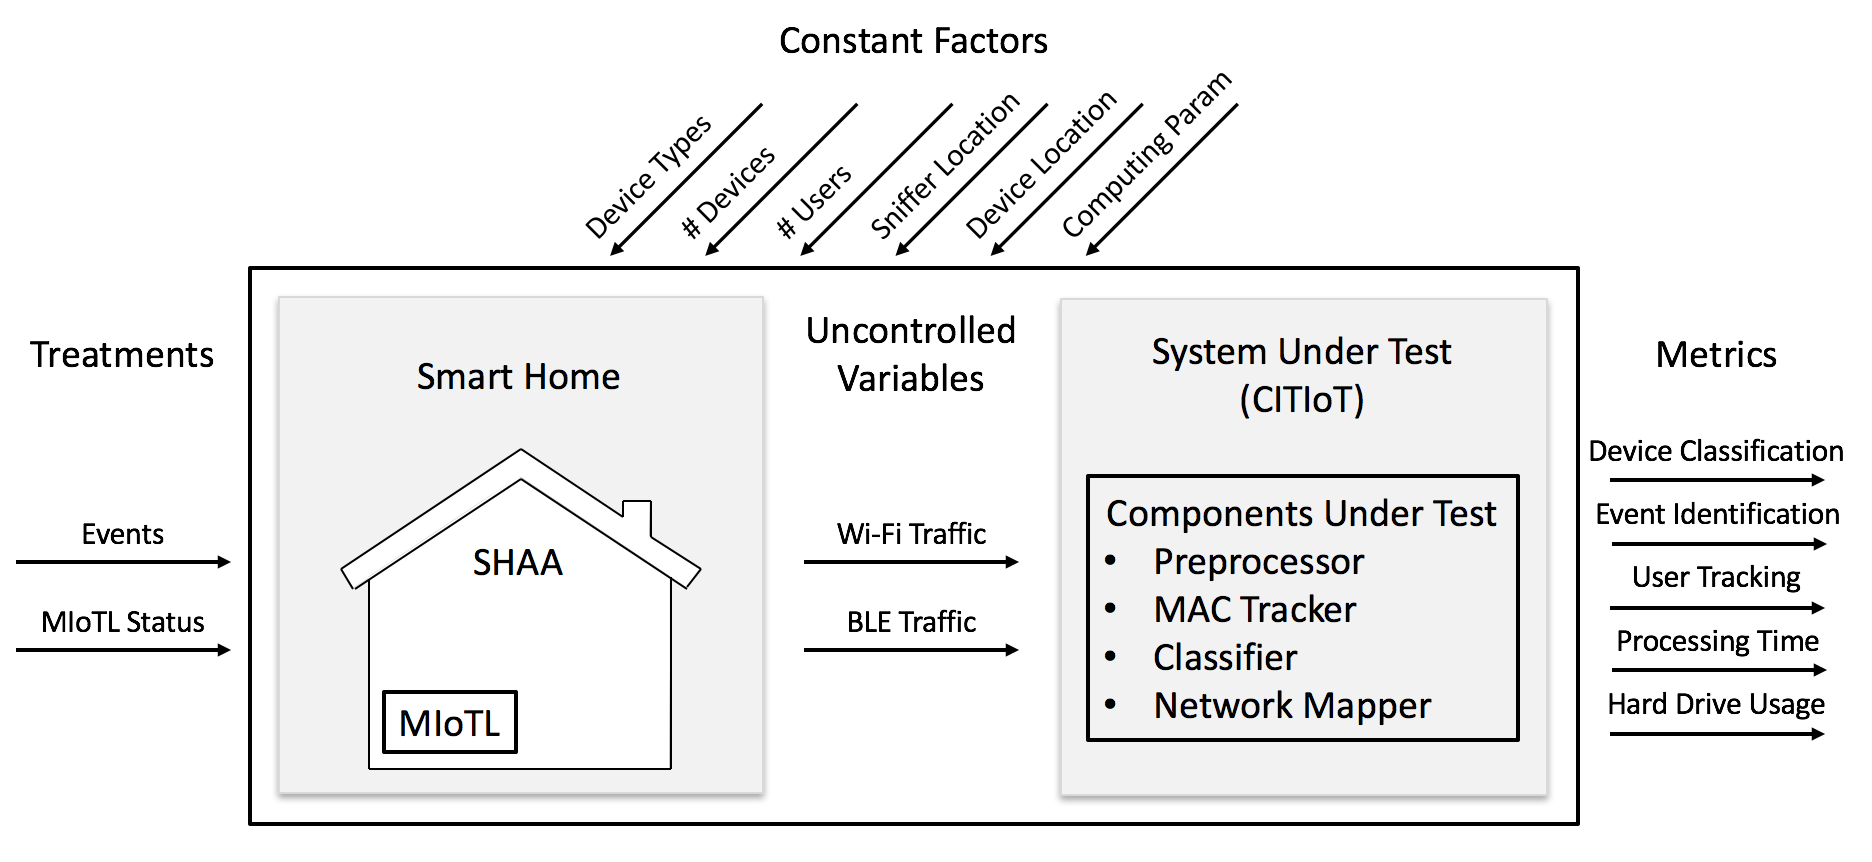 Constant Factors
Device Types
# Devices
# Users
Sniffer Location
Device Location
Computing Param
Treatments
Events
MIoTL Status
Smart Home
SHAA
MIoTL
Uncontrolled
Variables
Wi-Fi Traffic
BLE Traffic
System Under Test
(CITIoT)
Components Under Test
• Preprocessor
• MAC Tracker
• Classifier
• Network Mapper
Metrics
Device Classification
Event Identification
User Tracking
Processing Time
Hard Drive Usage